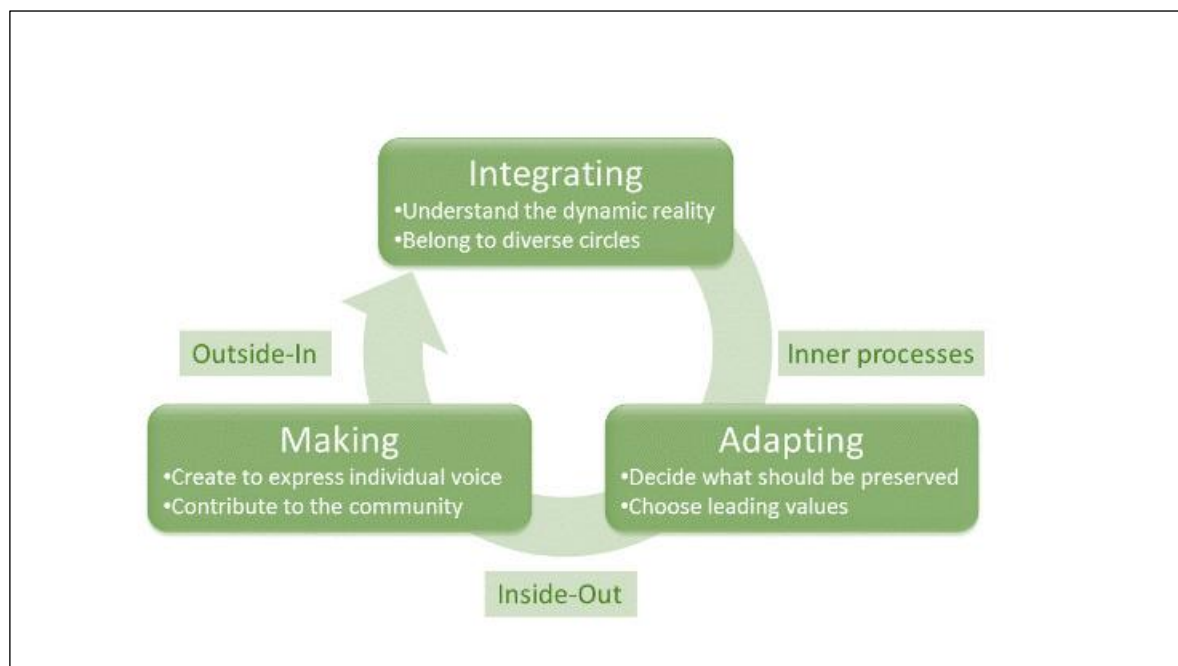 Integrating
•Understand the dynamic reality
•Belong to diverse circles
Outside-In
Inner processes
Making
•Create to express individual voice
•Contribute to the community
Adapting
•Decide what should be preserved
•Choose leading values
Inside-Out